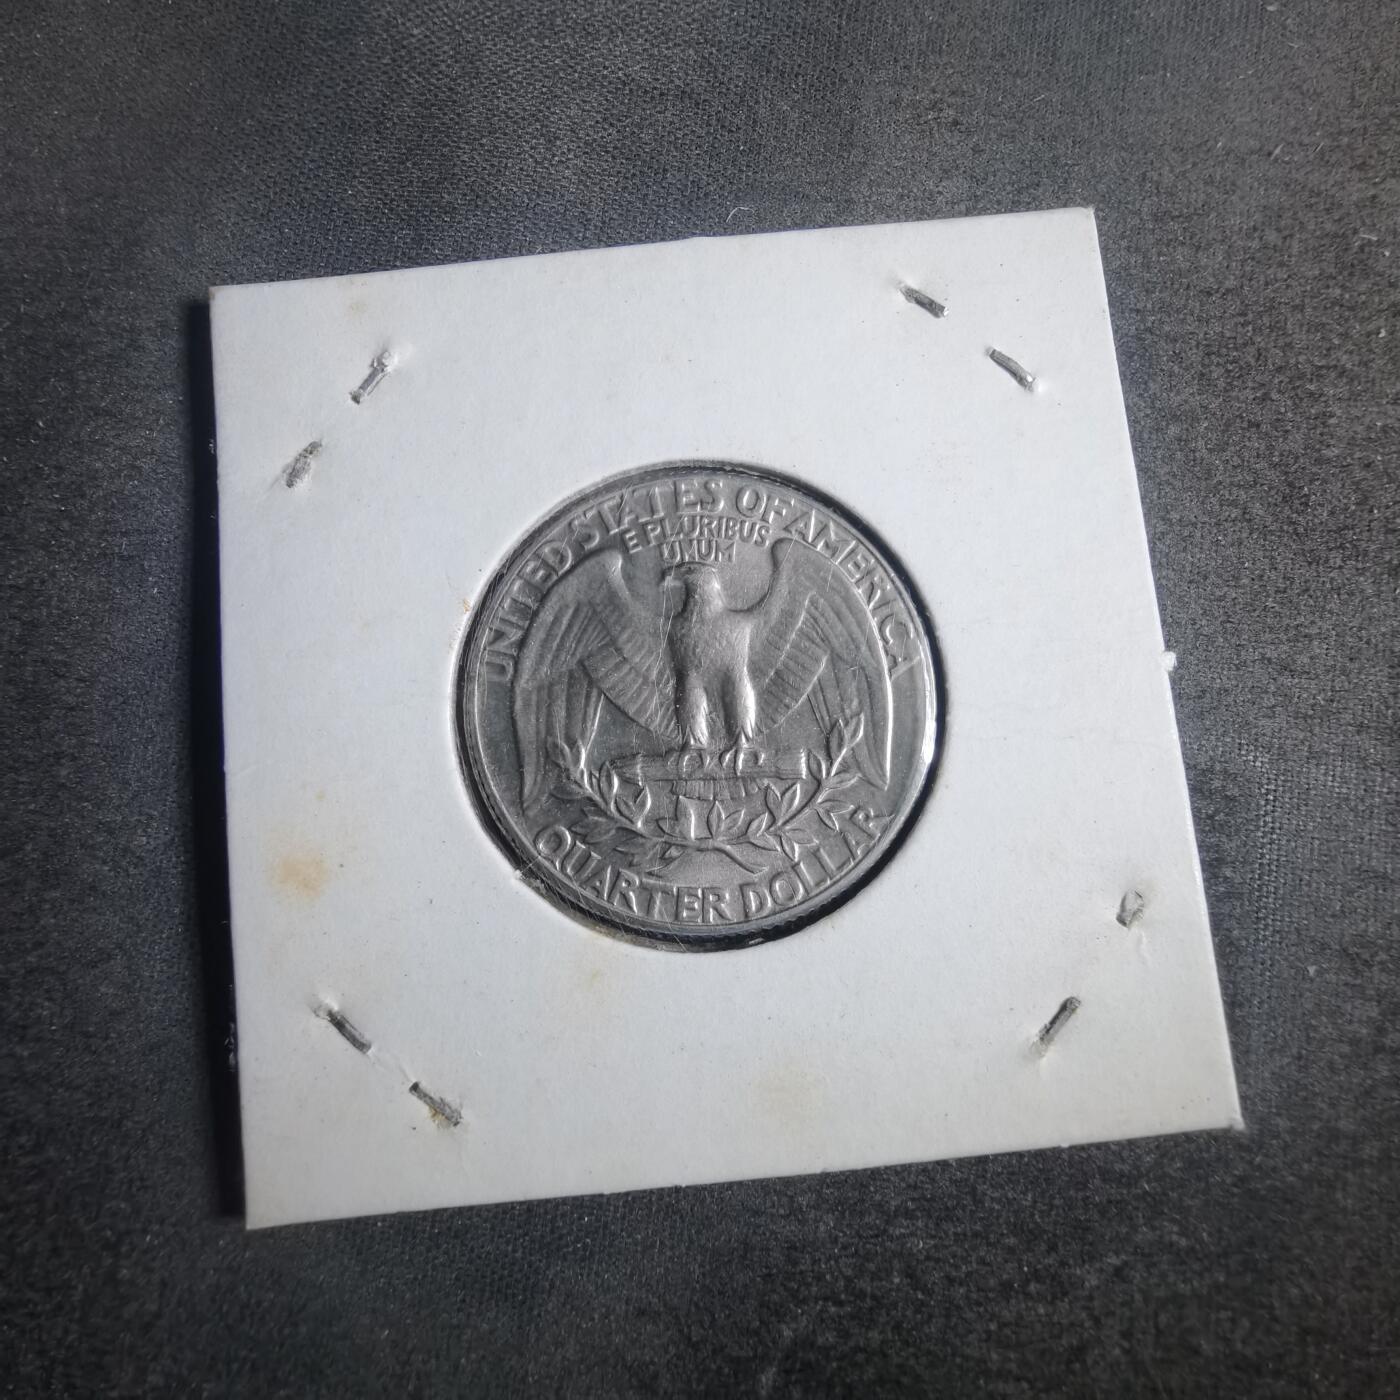 UNITED STATES OF AMERICA
E PLURIBUS
UNUM
QUARTER DOLLAR